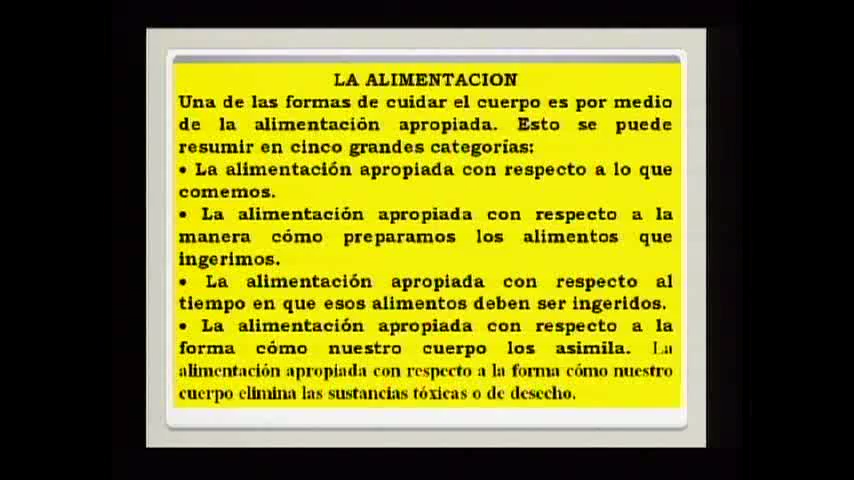 LA ALIMENTACION
Una de las formas de cuidar el cuerpo es por medio
de la alimentación apropiada. Esto se puede
resumir en cinco grandes categorías:
• La alimentación apropiada con respecto a lo que
comemos.
• La alimentación apropiada con respecto a la
manera cómo preparamos los alimentos que
ingerimos.
• La alimentación apropiada con respecto al
tiempo en que esos alimentos deben ser ingeridos.
• La alimentación apropiada con respecto a la
forma cómo nuestro cuerpo los asimila. La
alimentación apropiada con respecto a la forma cómo nuestro
cuerpo elimina las sustancias tóxicas o de desecho.